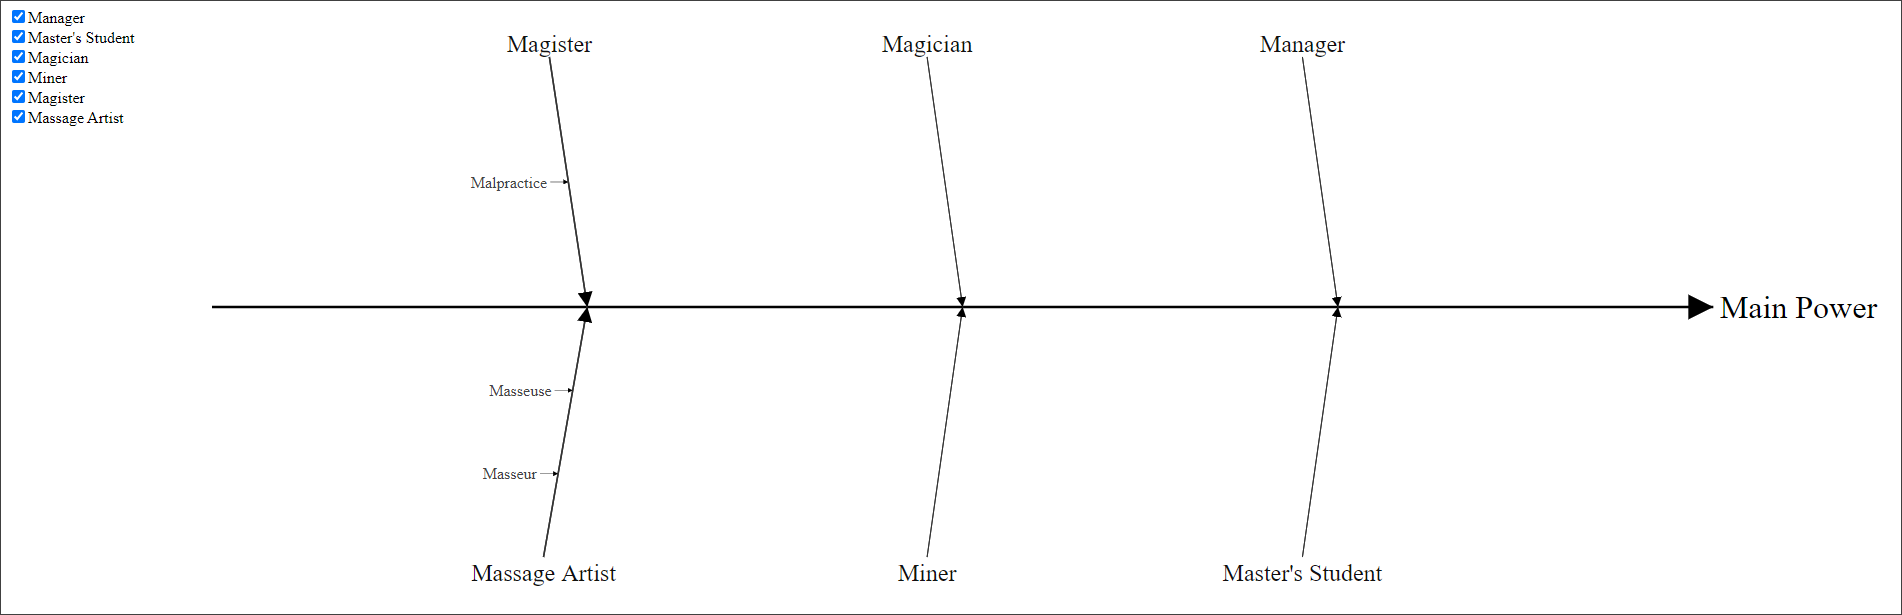 Manager
Master's Student
Magician
Miner
Magister
Massage Artist
Magister
Magician
Manager
Malpractice
Main Power
Masseuse
Masseur
Massage Artist
Miner
Master's Student